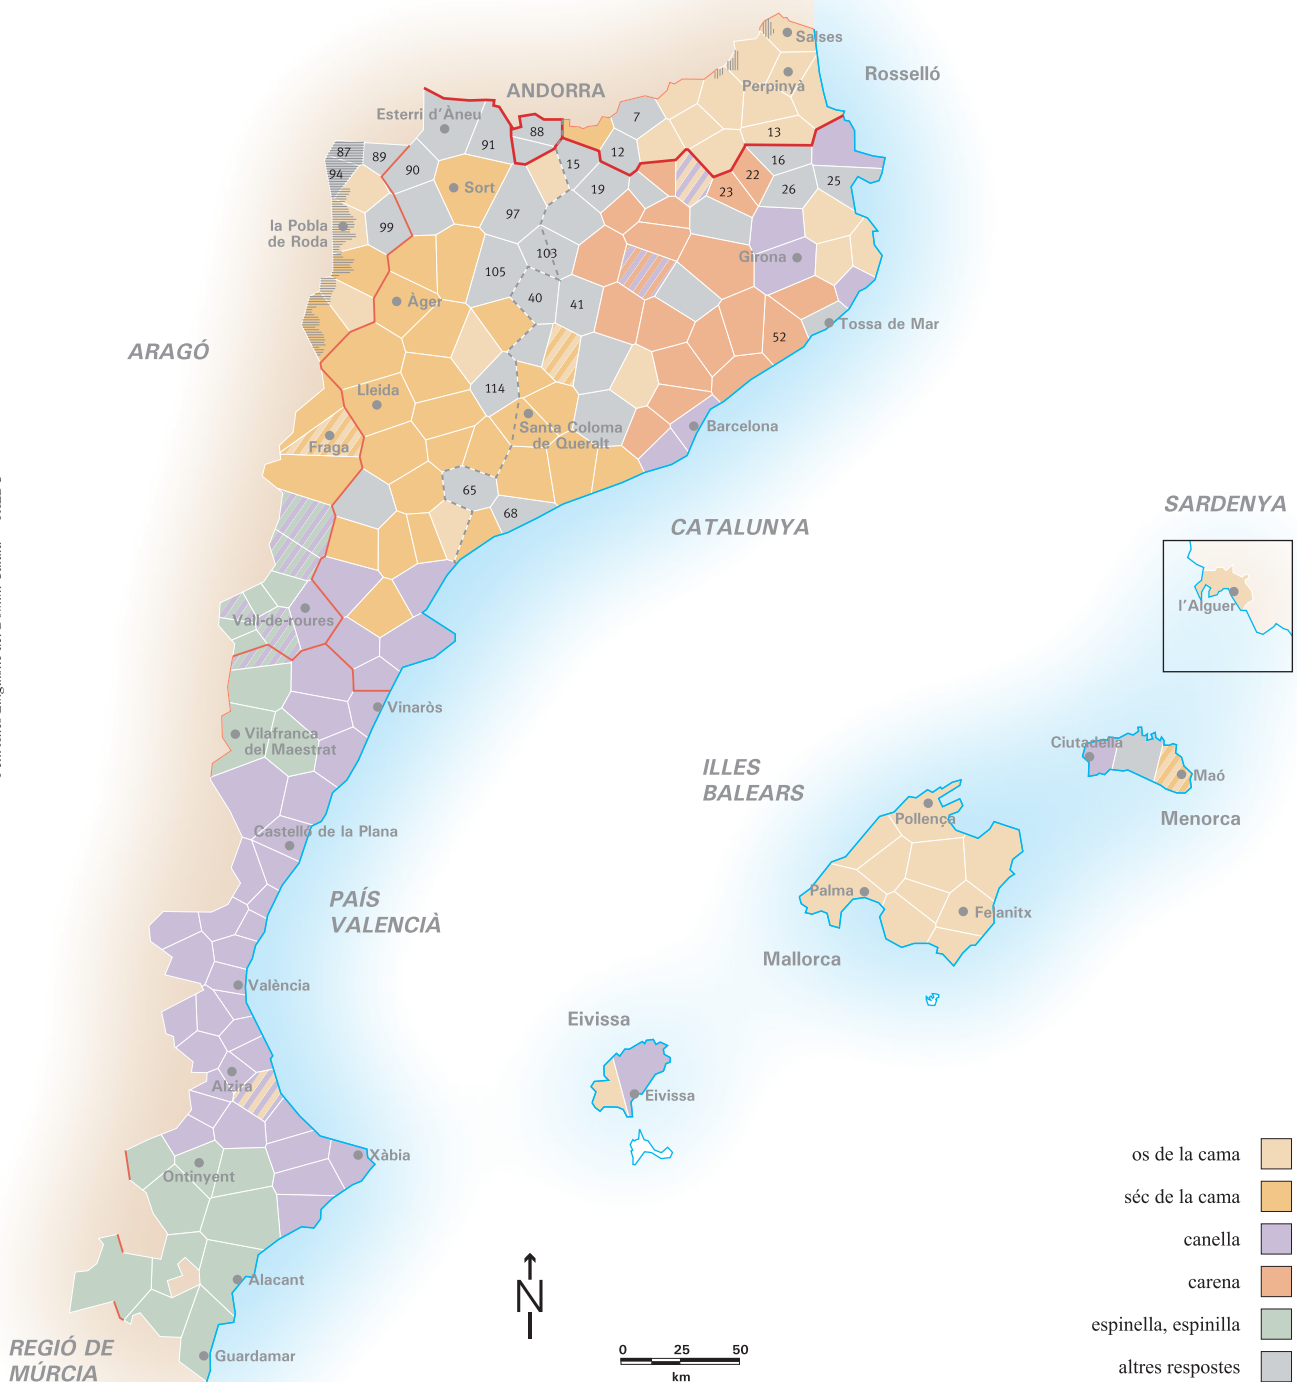 Salses
Rosselló
Perpinyà
ANDORRA
Esterri d'Àneu
7
88
13
91
12
87
89
90
15
16
94
22
25
Sort
19
23
26
97
la Pobla
de Roda
99
103
Girona
105
40
41
Àger
Tossa de Mar
52
ARAGÓ
114
Lleida
Santa Coloma
de Queralt
Barcelona
Fraga
65
68
CATALUNYA
SARDENYA
l'Alguer
Vall-de-roures
Vinaròs
Vilafranca
del Maestrat
Ciutadella
Maó
Menorca
ILLES
BALEARS
Pollença
Castelló de la Plana
Palma
Felanitx
PAÍS
VALENCIÀ
Mallorca
València
Eivissa
Alzira
Eivissa
Xàbia
Ontinyent
Alacant
Guardamar
REGIÓ DE
MÚRCIA
N
0 25 50
km
os de la cama
séc de la cama
canella
carena
espinella, espinilla
altres respostes